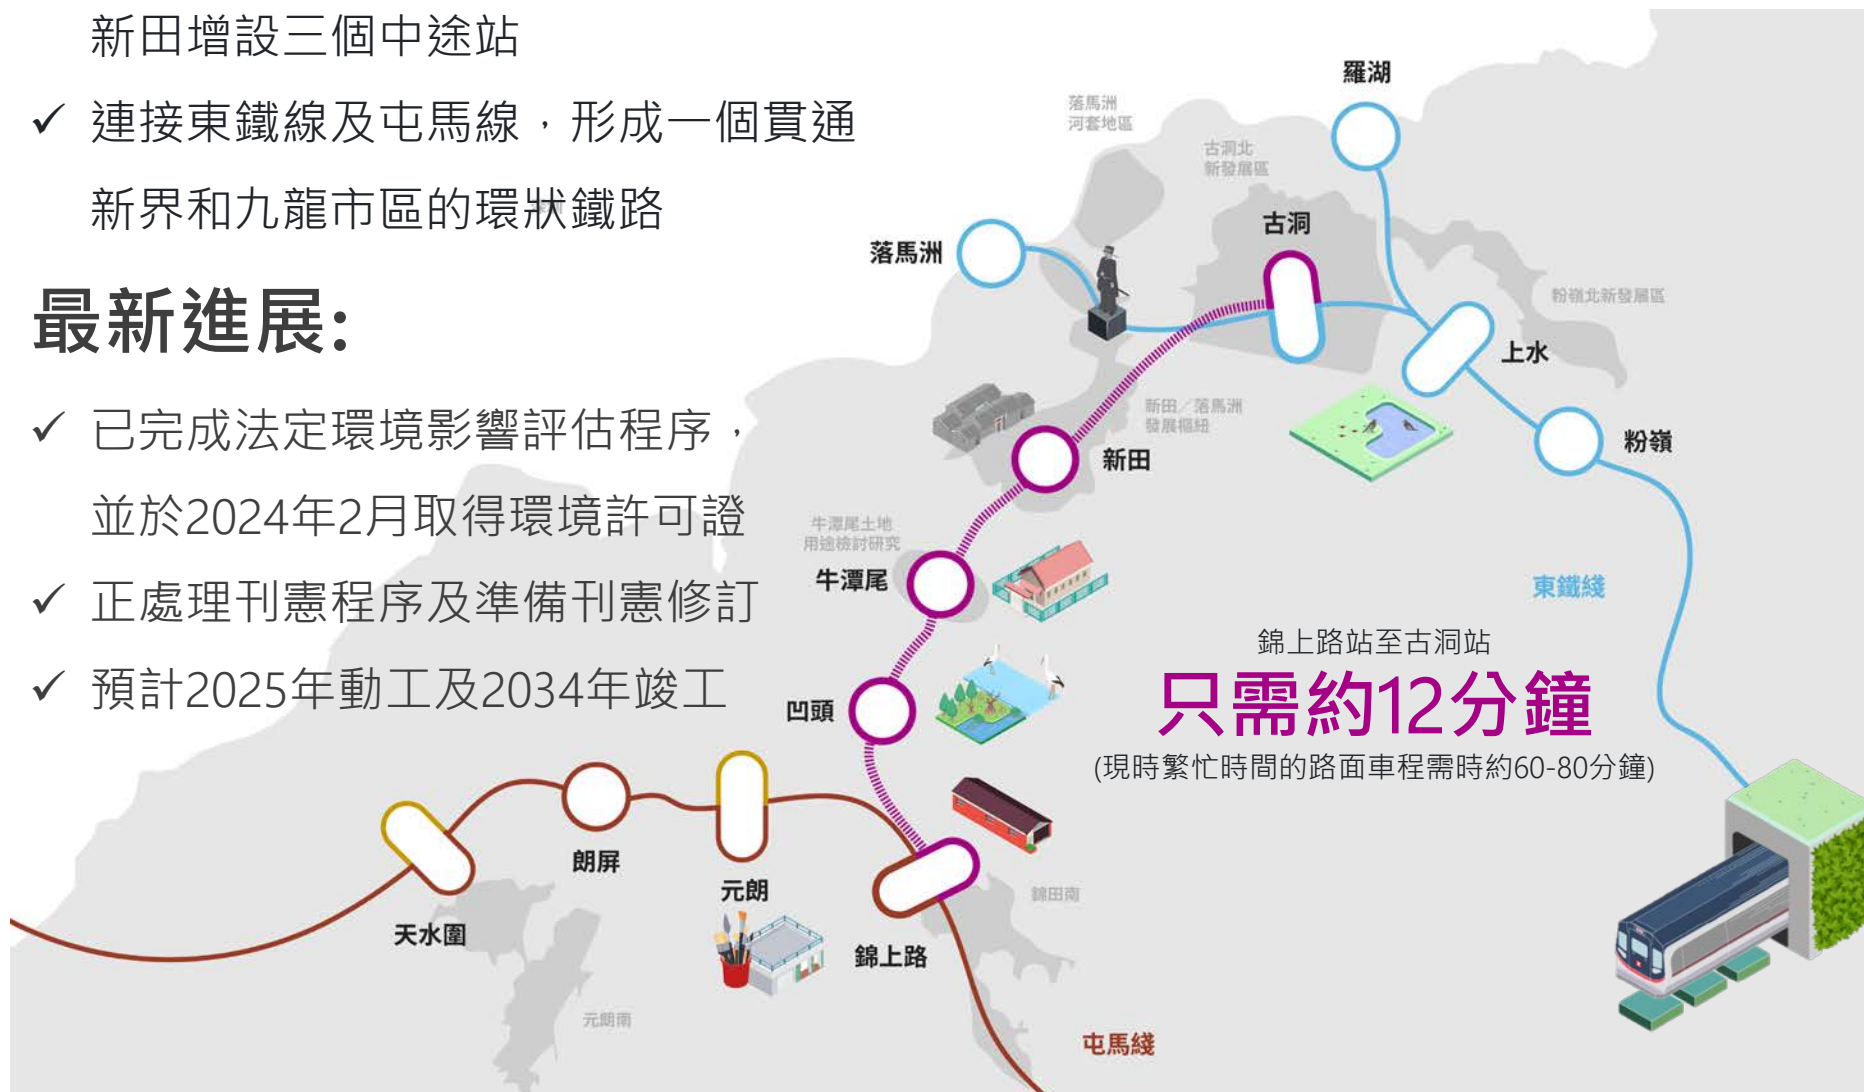 新田增設三個中途站
✓ 連接東鐵線及屯馬線，形成一個貫通
新界和九龍市區的環狀鐵路
最新進展:
✓ 已完成法定環境影響評估程序，
並於2024年2月取得環境許可證
✓ 正處理刊憲程序及準備刊憲修訂
✓ 預計2025年動工及2034年竣工
羅湖
落馬洲
河套地區
古洞北
新發展區
古洞
落馬洲
粉嶺北新發展區
上水
新田／落馬洲
發展樞紐
粉嶺
新田
牛潭尾土地
用途檢討研究
牛潭尾
東鐵綫
錦上路站至古洞站
只需約12分鐘
(現時繁忙時間的路面車程需時約60-80分鐘)
凹頭
朗屏
元朗
錦田南
天水圍
錦上路
元朗南
屯馬綫